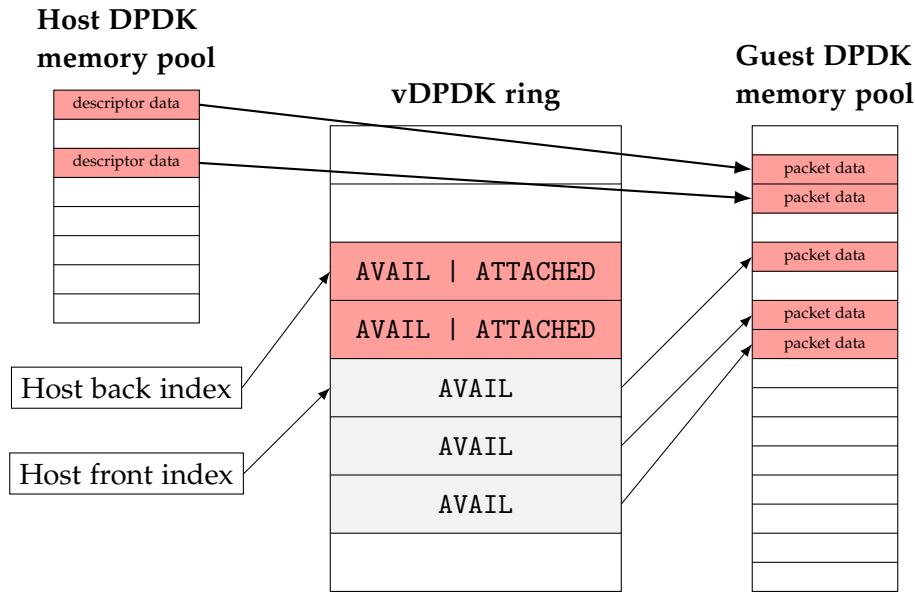 Host DPDK
memory pool
descriptor data
descriptor data
Host back index
Host front index
vDPDK ring
AVAIL | ATTACHED
AVAIL | ATTACHED
AVAIL
AVAIL
AVAIL
Guest DPDK
memory pool
packet data
packet data
packet data
packet data
packet data